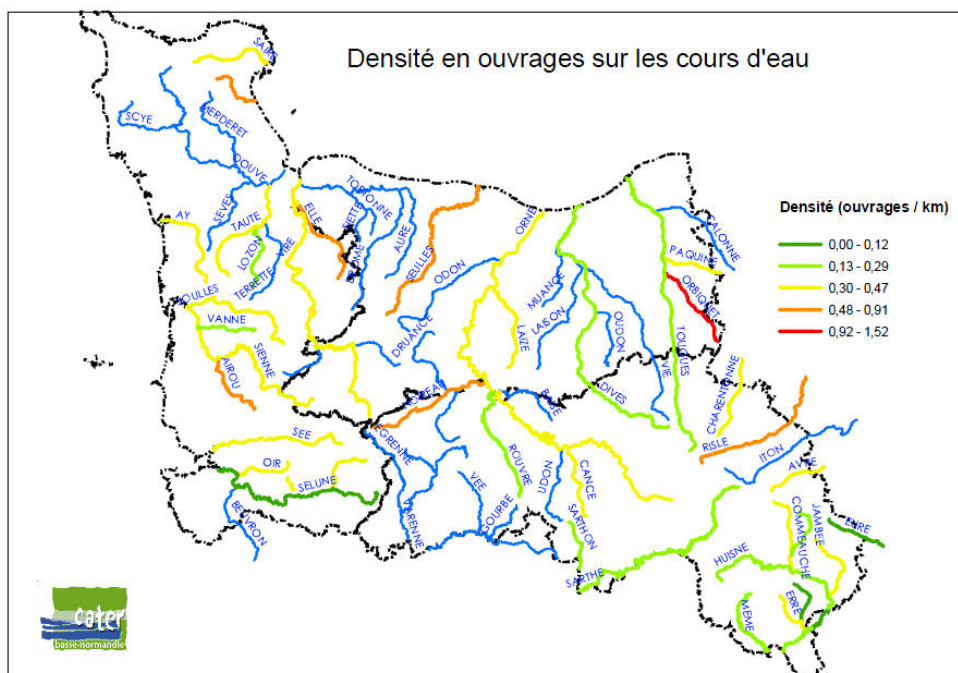 Densité en ouvrages sur les cours d'eau
SAIRE
SCYE
MERDERET
DOUVE
SEVES
AY
TAUTE
LOZON
TERRETTE
VIRE
ELLE
TORTONNE
AURE
SEULLES
ODON
ORNE
DRUANCE
LAIZE
MUANCE
LAISON
OUDON
VIE
DIVES
TOUQUES
CALONNE
PAQUINE
ORBIQUET
CHARENTONNE
RISLE
ITON
VANNE
SIENNE
AIROU
SEE
OIR
SELUNE
BEUVRON
EGRENNE
VARENNE
VEE
GOURBE
ROUVRE
BAIZE
UDON
CANCE
SARTHON
SARTHE
HUISNE
MEME
ERRE
COMMEAUCHE
JAMBEE
AVRE
EURE
Densité (ouvrages / km)
0,00 - 0,12
0,13 - 0,29
0,30 - 0,47
0,48 - 0,91
0,92 - 1,52
cater
basse-normandie